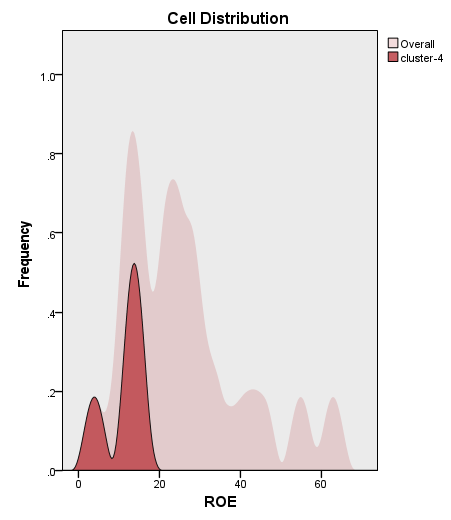 Cell Distribution
Overall
cluster-4
1.0
.8
.6
.4
.2
.0
Frequency
0 20 40 60
ROE